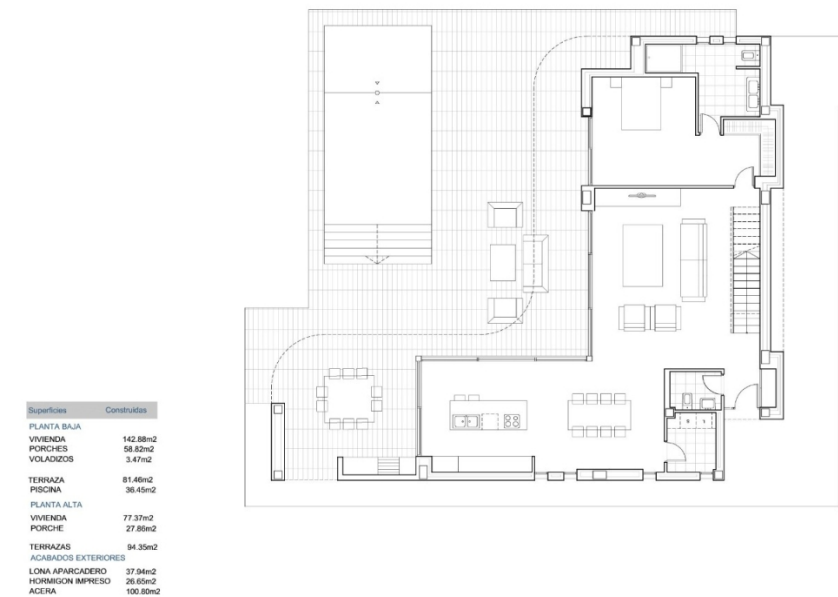 Superficies Construidas
PLANTA BAJA
VIVIENDA 142.88m2
PORCHES 58.82m2
VOLADIZOS 3.47m2
TERRAZA 81.46m2
PISCINA 36.45m2
PLANTA ALTA
VIVIENDA 77.37m2
PORCHE 27.86m2
TERRAZAS 94.35m2
ACABADOS EXTERIORES
LONA APARCADERO 37.94m2
HORMIGON IMPRESO 26.65m2
ACERA 100.80m2